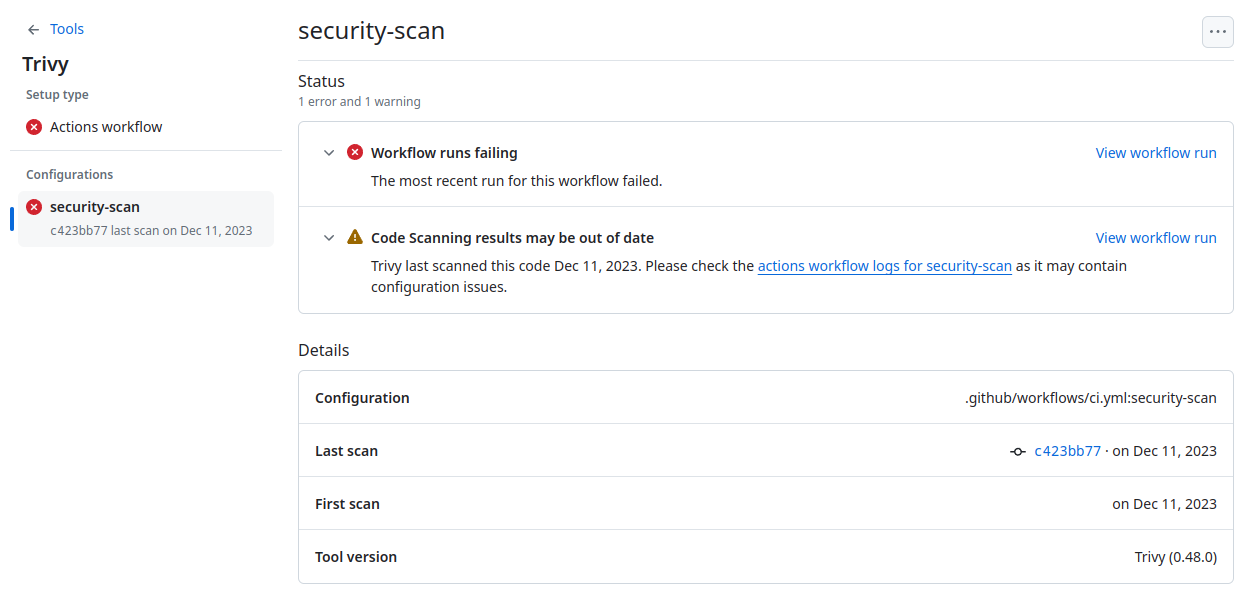 Tools
Trivy
Setup type
Actions workflow
Configurations
security-scan
c423bb77 last scan on Dec 11, 2023
security-scan
Status
1 error and 1 warning
Workflow runs failing
View workflow run
The most recent run for this workflow failed.
Code Scanning results may be out of date
View workflow run
Trivy last scanned this code Dec 11, 2023. Please check the actions workflow logs for security-scan as it may contain
configuration issues.
Details
Configuration
.github/workflows/ci.yml:security-scan
Last scan
c423bb77 · on Dec 11, 2023
First scan
on Dec 11, 2023
Tool version
Trivy (0.48.0)